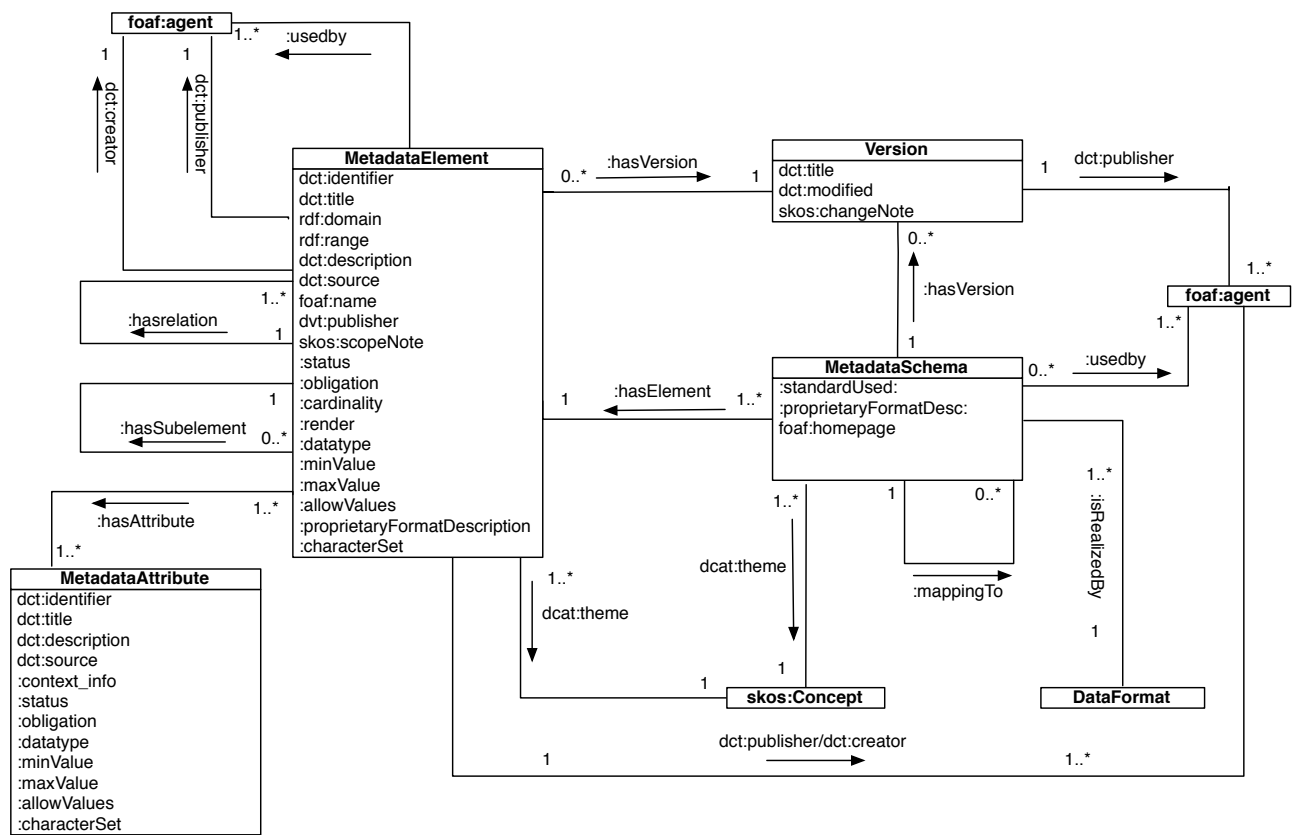 foaf:agent
1..*
:usedby
1
1
dct:creator
dct:publisher
MetadataElement
dct:identifier
dct:title
rdf:domain
rdf:range
dct:description
dct:source
foaf:name
dvt:publisher
skos:scopeNote
:status
:obligation
:cardinality
:render
:datatype
:minValue
:maxValue
:allowValues
:proprietaryFormatDescription
:characterSet
:hasVersion
0..*
1
Version
dct:title
dct:modified
skos:changeNote
1
dct:publisher
1..*
foaf:agent
1..*
0..*
:hasVersion
1
1..*
:hasrelation
1
1
:hasSubelement
0..*
:hasElement
1
1..*
MetadataSchema
:standardUsed:
:proprietaryFormatDesc:
foaf:homepage
:usedby
0..*
1..*
:hasAttribute
1..*
MetadataAttribute
dct:identifier
dct:title
dct:description
dct:source
:context_info
:status
:obligation
:datatype
:minValue
:maxValue
:allowValues
:characterSet
1..*
dcat:theme
1
1..*
dcat:theme
1
skos:Concept
1
0..*
:mappingTo
1..*
:isRealizedBy
1
DataFormat
dct:publisher/dct:creator
1
1..*